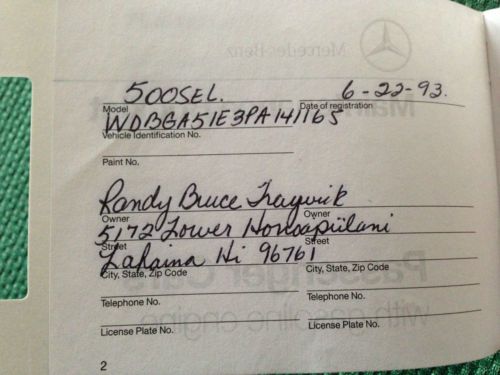 Mercedes-Benz
500SEL. 6-22-93.
Model Date of registration
WDBGA51E3PA141165
Vehicle Identification No.
Paint No.
Randy Bruce
Owner Owner
5172 Lower Honoapiilani
Street Street
Lahaina Hi 96761
City, State, Zip Code City, State, Zip Code
Telephone No. Telephone No.
License Plate No. License Plate No.
2